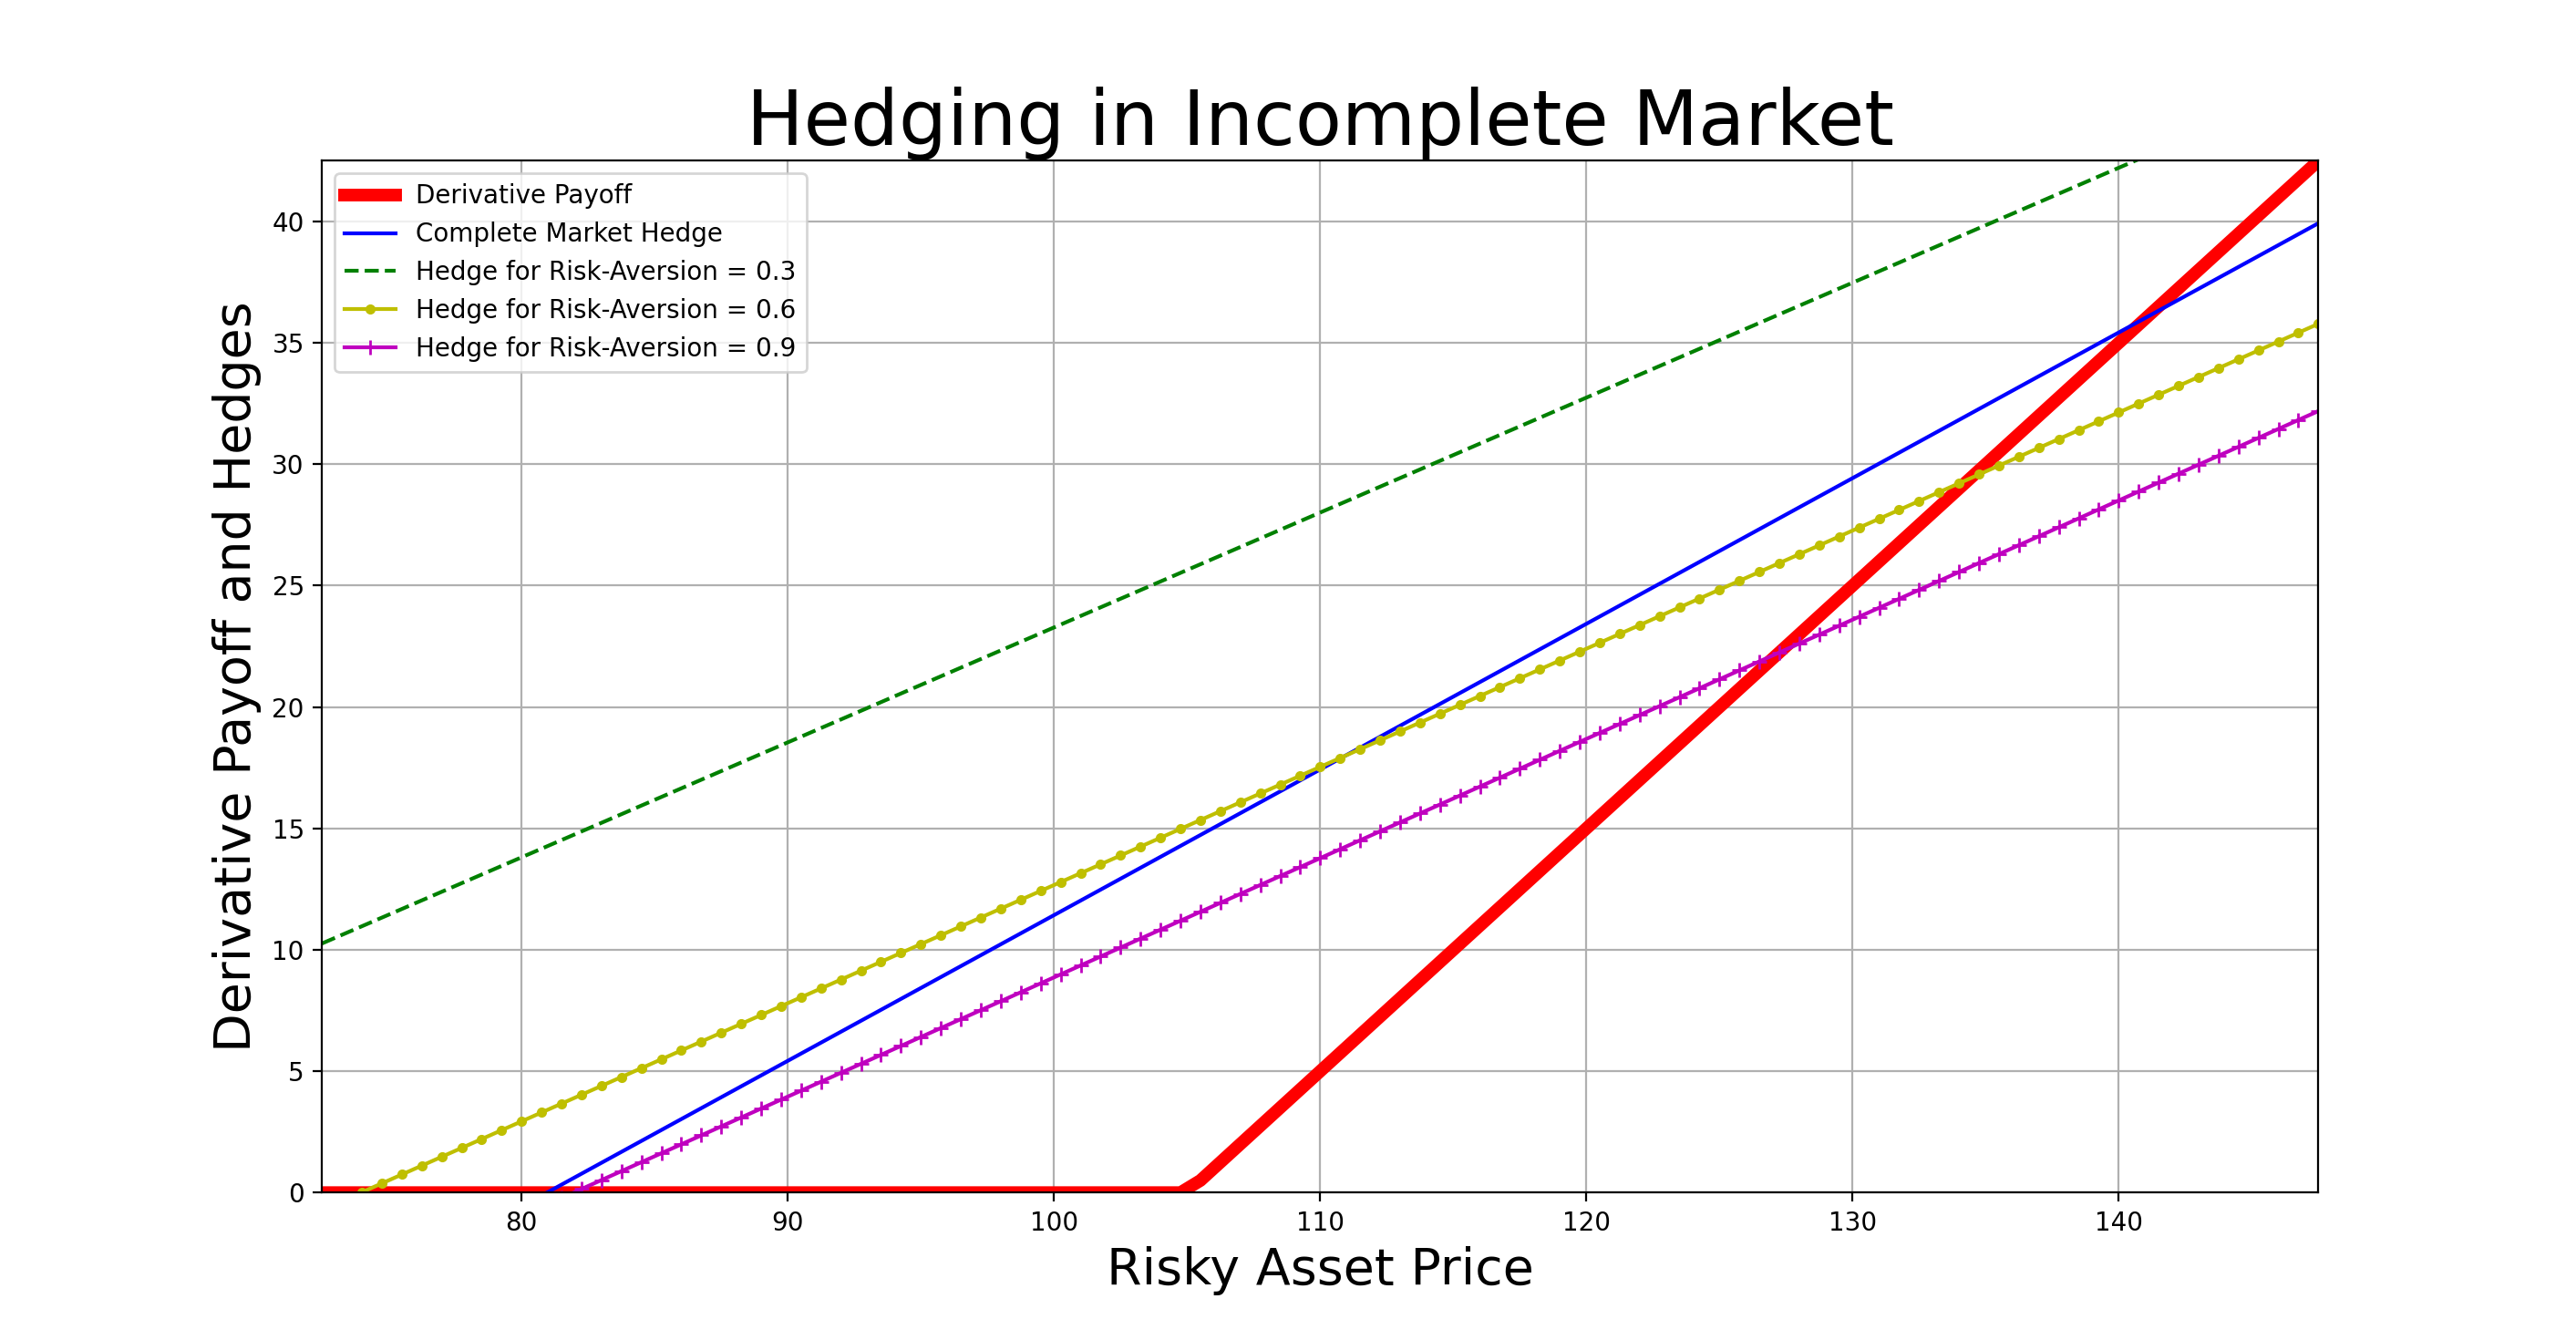 Hedging in Incomplete Market
Derivative Payoff
Complete Market Hedge
Hedge for Risk-Aversion = 0.3
Hedge for Risk-Aversion = 0.6
Hedge for Risk-Aversion = 0.9
Derivative Payoff and Hedges
40
35
30
25
20
15
10
5
0
80 90 100 110 120 130 140
Risky Asset Price